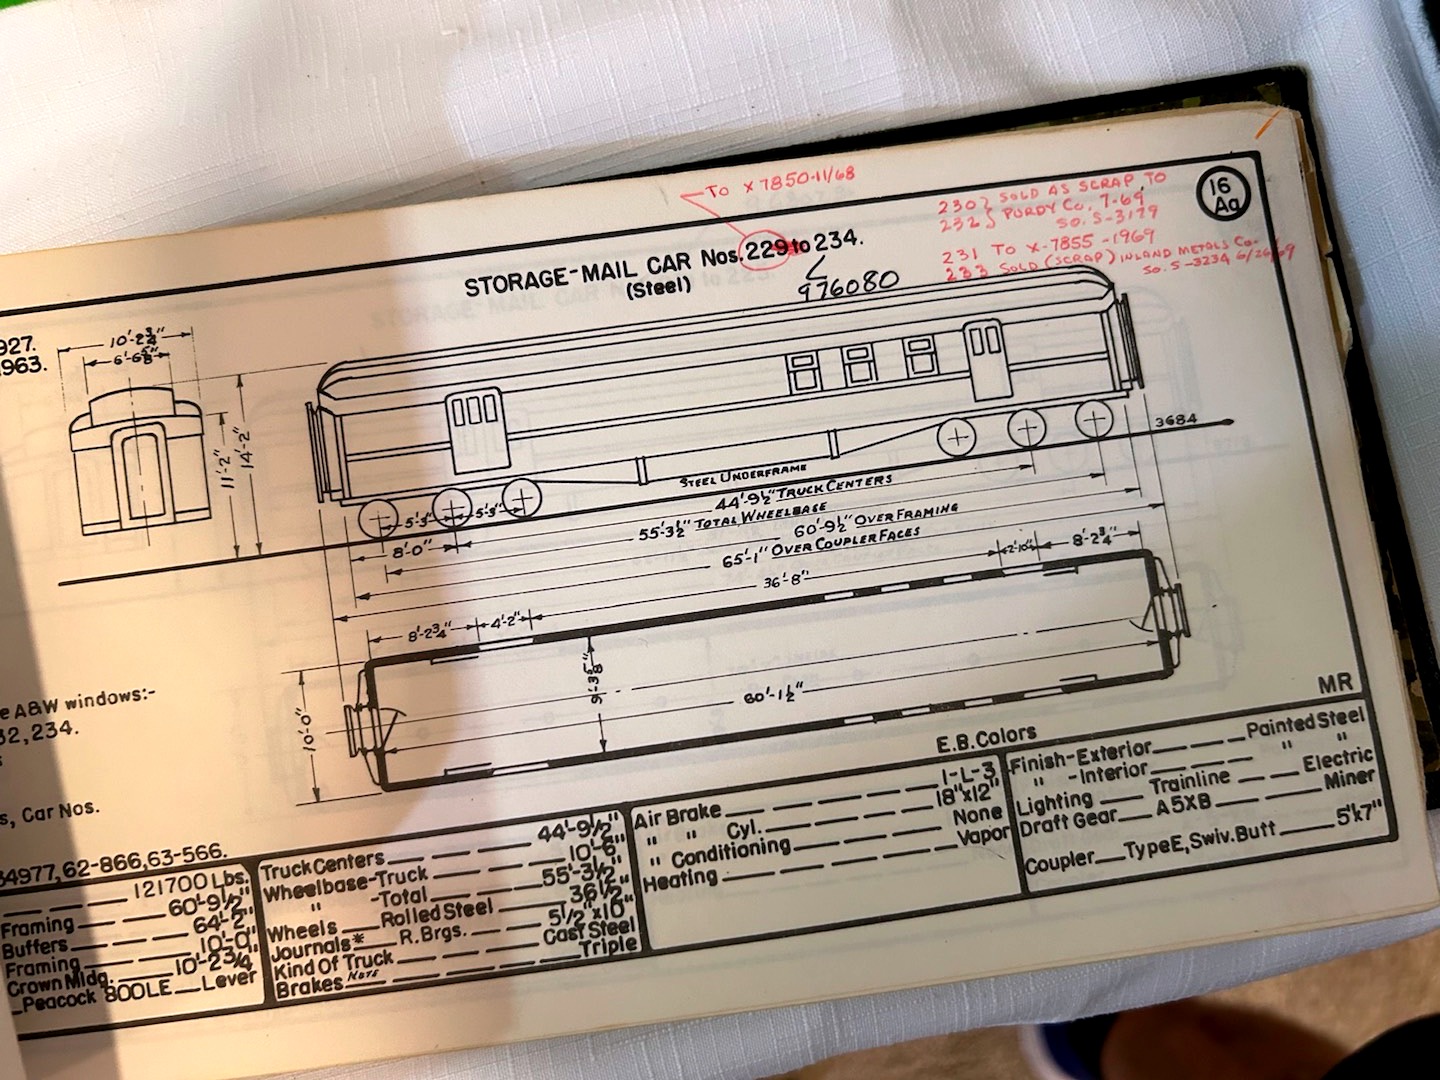 TO X 7850-11/68
230 } SOLD AS SCRAP TO
232 } PURDY Co. 7-69
SO. S-3179
231 TO X-7855 -1969
233 SOLD (SCRAP) INLAND METALS Co.
SO. S-3234 6/26/69
16
Aa
STORAGE-MAIL CAR Nos. 229 to 234.
(Steel)
976080
927.
963.
10'-2¾"
6'-6⅝"
11'-2"
14'-2"
3684
STEEL UNDERFRAME
5'-3" 5'-3"
44'-9½" TRUCK CENTERS
8'-0"
55'-3½" TOTAL WHEELBASE
60'-9½" OVER FRAMING
65'-1" OVER COUPLER FACES
36'-8"
2'-10"
8'-2¾"
8'-2¾"
4'-2"
10'-0"
60'-1½"
e A&W windows:-
32,234.
s, Car Nos.
34977, 62-866, 63-566.
MR
E.B. Colors
121700 Lbs.
Framing 60'-9½"
Buffers 64'-2"
Framing 10'-0"
Crown Mldg. 10'-2¾"
Peacock 800LE Lever
Truck Centers 44'-9½"
Wheelbase-Truck 10'-6"
" -Total 55'-3½"
Wheels Rolled Steel 36½"
Journals* R. Brgs. 5½"x10"
Kind Of Truck Cast Steel
Brakes NOTE Triple
Air Brake 1-L-3
" " Cyl. 18"x12"
" Conditioning None
Heating Vapor
Finish-Exterior Painted Steel
" -Interior " "
Lighting Trainline Electric
Draft Gear A5XB Miner
Coupler Type E, Swiv. Butt 5'x7"